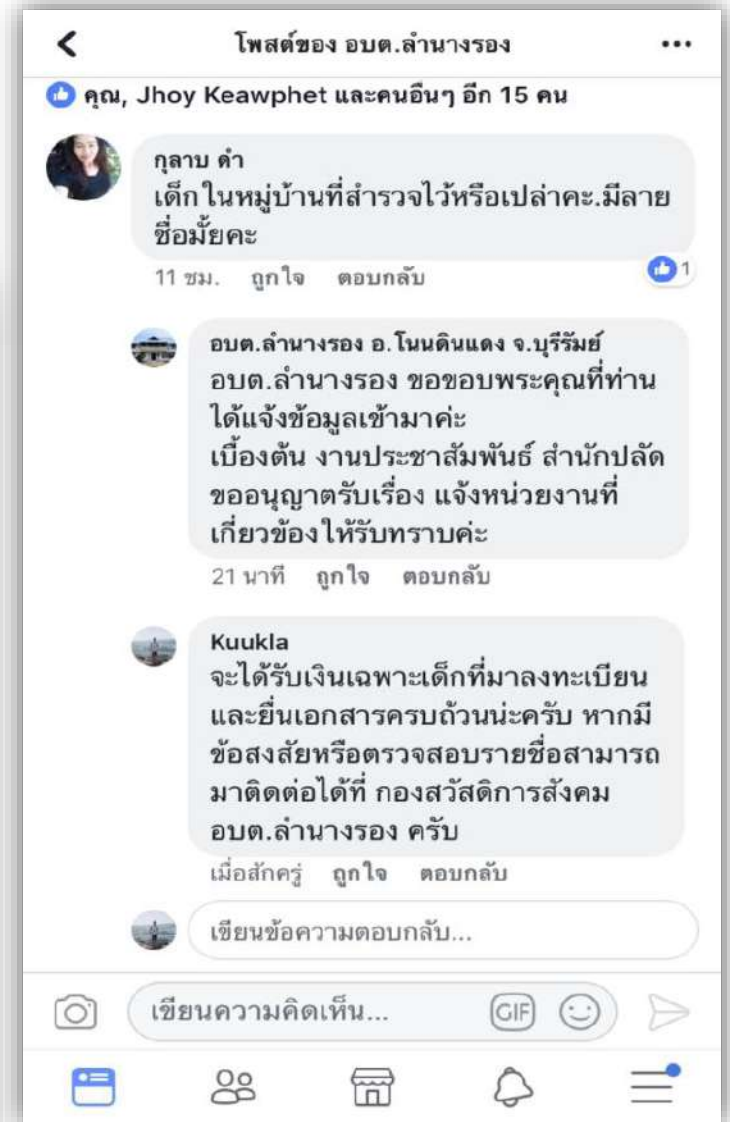 โพสต์ของ อบต.ลำนางรอง
คุณ, Jhoy Keawphet และคนอื่นๆ อีก 15 คน
กุลาบ ดำ
เด็กในหมู่บ้านที่สำรวจไว้หรือเปล่าคะ.มีลาย
ชื่อมั้ยคะ
11 ชม. ถูกใจ ตอบกลับ
1
อบต.ลำนางรอง อ.โนนดินแดง จ.บุรีรัมย์
อบต.ลำนางรอง ขอขอบพระคุณที่ท่าน
ได้แจ้งข้อมูลเข้ามาค่ะ
เบื้องต้น งานประชาสัมพันธ์ สำนักปลัด
ขออนุญาตรับเรื่อง แจ้งหน่วยงานที่
เกี่ยวข้องให้รับทราบค่ะ
21 นาที ถูกใจ ตอบกลับ
Kuukla
จะได้รับเงินเฉพาะเด็กที่มาลงทะเบียน
และยื่นเอกสารครบถ้วนน่ะครับ หากมี
ข้อสงสัยหรือตรวจสอบรายชื่อสามารถ
มาติดต่อได้ที่ กองสวัสดิการสังคม
อบต.ลำนางรอง ครับ
เมื่อสักครู่ ถูกใจ ตอบกลับ
เขียนข้อความตอบกลับ...
เขียนความคิดเห็น... GIF